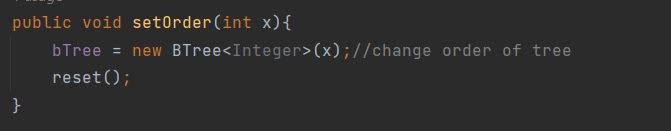 public void setOrder(int x){
    bTree = new BTree<Integer>(x);//change order of tree
    reset();
}